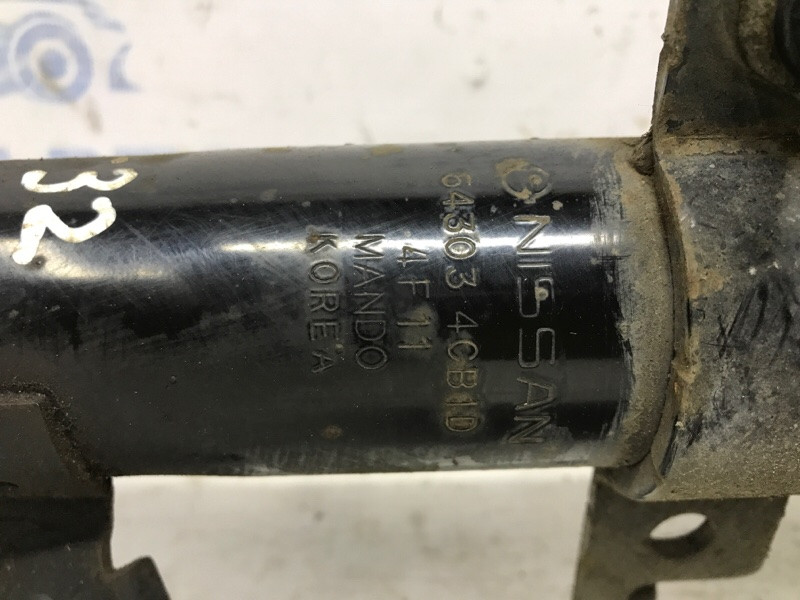 NISSAN
54303 4CB1D
4F11
MANDO
KOREA
32